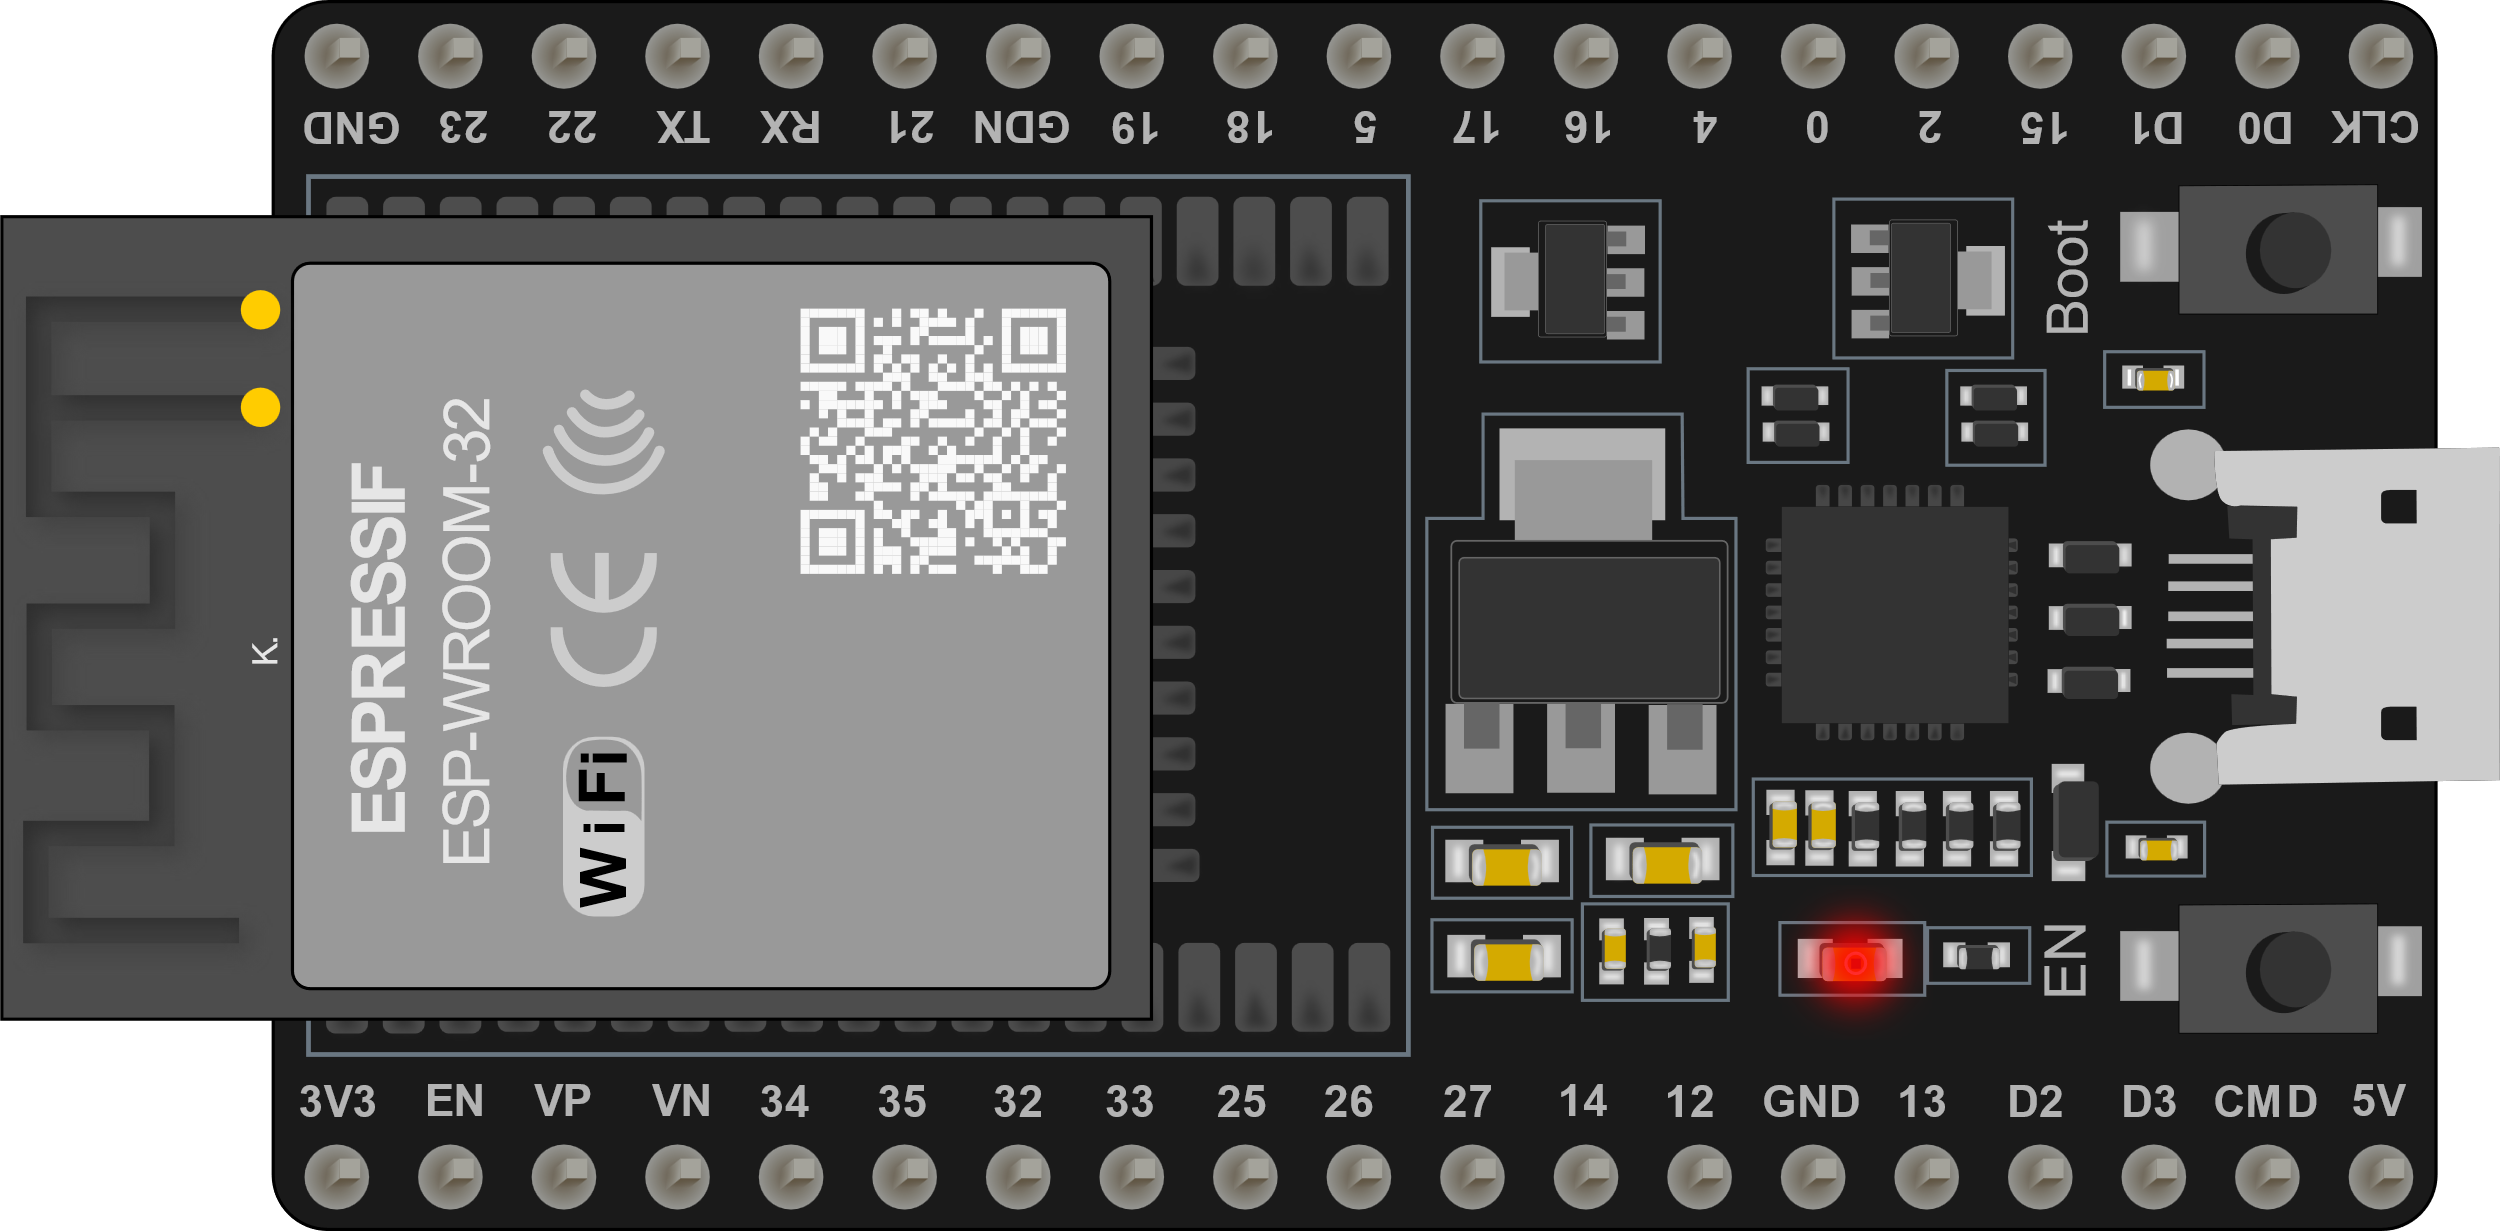 GND 23 22 TX RX 21 GDN 19 18 5 17 16 4 0 2 15 D1 D0 CLK
Boot
K.
ESPRESSIF
ESP-WROOM-32
CE
WiFi
EN
3V3 EN VP VN 34 35 32 33 25 26 27 14 12 GND 13 D2 D3 CMD 5V